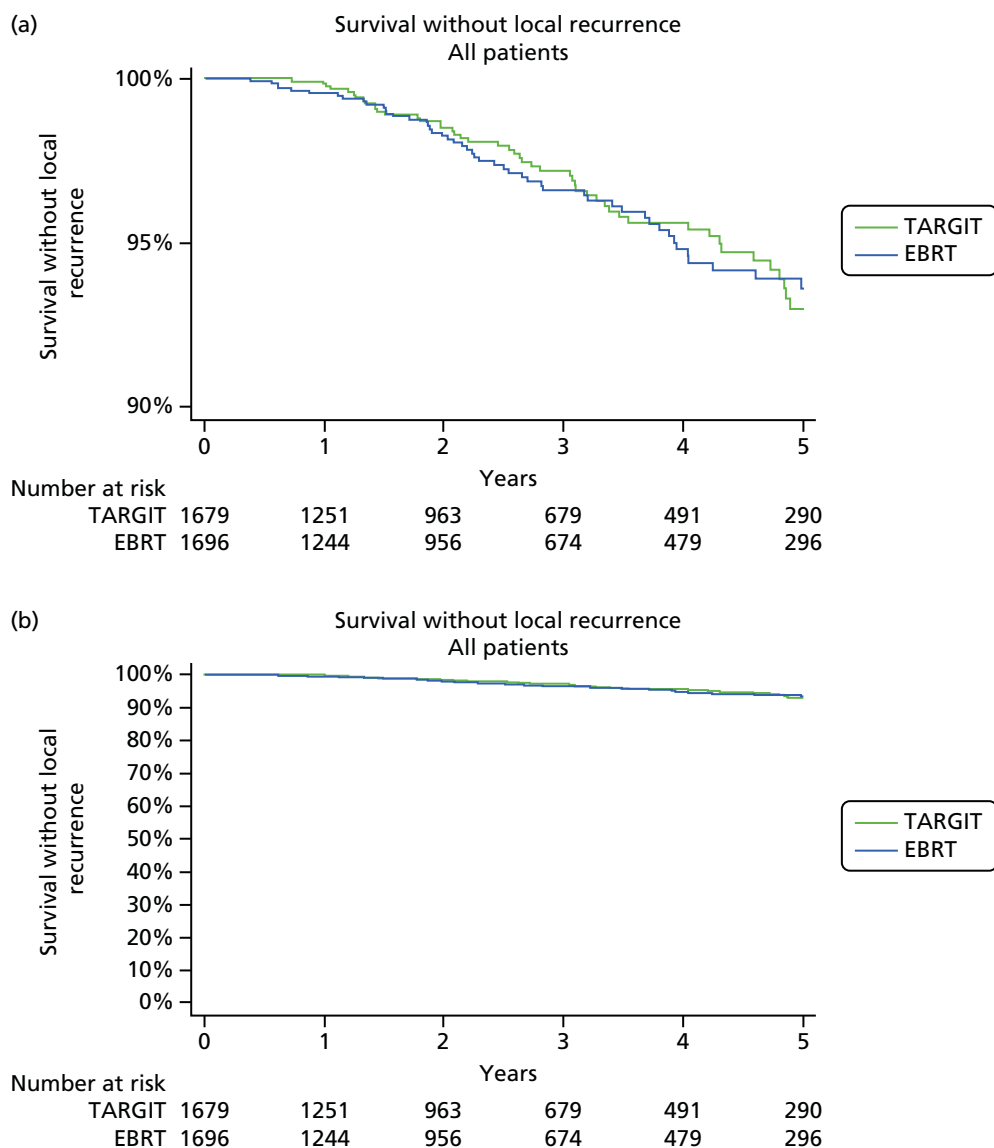 (a)
Survival without local recurrence
All patients
Survival without local
recurrence
100%
95%
90%
0 1 2 3 4 5
Years
TARGIT
EBRT
Number at risk
TARGIT 1679 1251 963 679 491 290
EBRT 1696 1244 956 674 479 296
(b)
Survival without local recurrence
All patients
Survival without local
recurrence
100%
90%
80%
70%
60%
50%
40%
30%
20%
10%
0%
0 1 2 3 4 5
Years
TARGIT
EBRT
Number at risk
TARGIT 1679 1251 963 679 491 290
EBRT 1696 1244 956 674 479 296